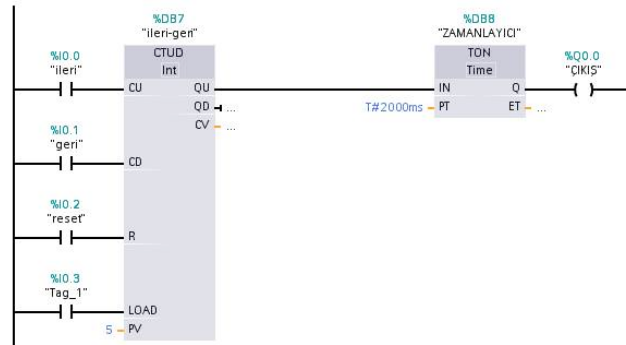 %DB7
"ileri-geri"
%DB8
"ZAMANLAYICI"
%I0.0
"ileri"
CTUD
Int
TON
Time
%Q0.0
"ÇIKIŞ"
CU QU
IN Q
QD ...
T#2000ms PT ET ...
CV ...
%I0.1
"geri"
CD
%I0.2
"reset"
R
%I0.3
"Tag_1"
LOAD
5 PV